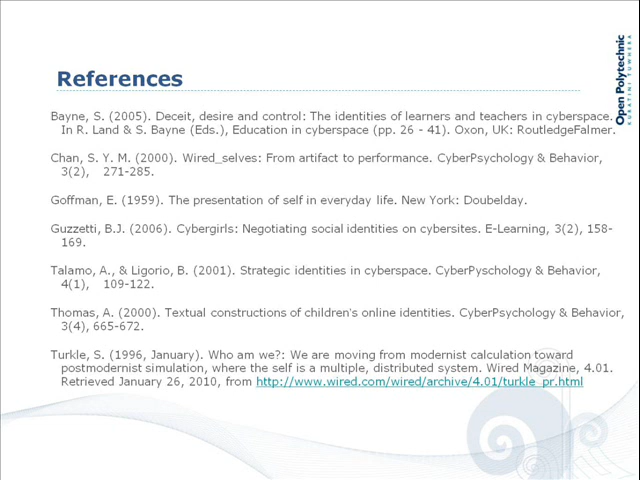 References
Bayne, S. (2005). Deceit, desire and control: The identities of learners and teachers in cyberspace.
In R. Land & S. Bayne (Eds.), Education in cyberspace (pp. 26 - 41). Oxon, UK: RoutledgeFalmer.
Chan, S. Y. M. (2000). Wired_selves: From artifact to performance. CyberPsychology & Behavior,
3(2), 271-285.
Goffman, E. (1959). The presentation of self in everyday life. New York: Doubelday.
Guzzetti, B.J. (2006). Cybergirls: Negotiating social identities on cybersites. E-Learning, 3(2), 158-
169.
Talamo, A., & Ligorio, B. (2001). Strategic identities in cyberspace. CyberPyschology & Behavior,
4(1), 109-122.
Thomas, A. (2000). Textual constructions of children's online identities. CyberPsychology & Behavior,
3(4), 665-672.
Turkle, S. (1996, January). Who am we?: We are moving from modernist calculation toward
postmodernist simulation, where the self is a multiple, distributed system. Wired Magazine, 4.01.
Retrieved January 26, 2010, from http://www.wired.com/wired/archive/4.01/turkle_pr.html
Open Polytechnic
KURATINI TUWHERA